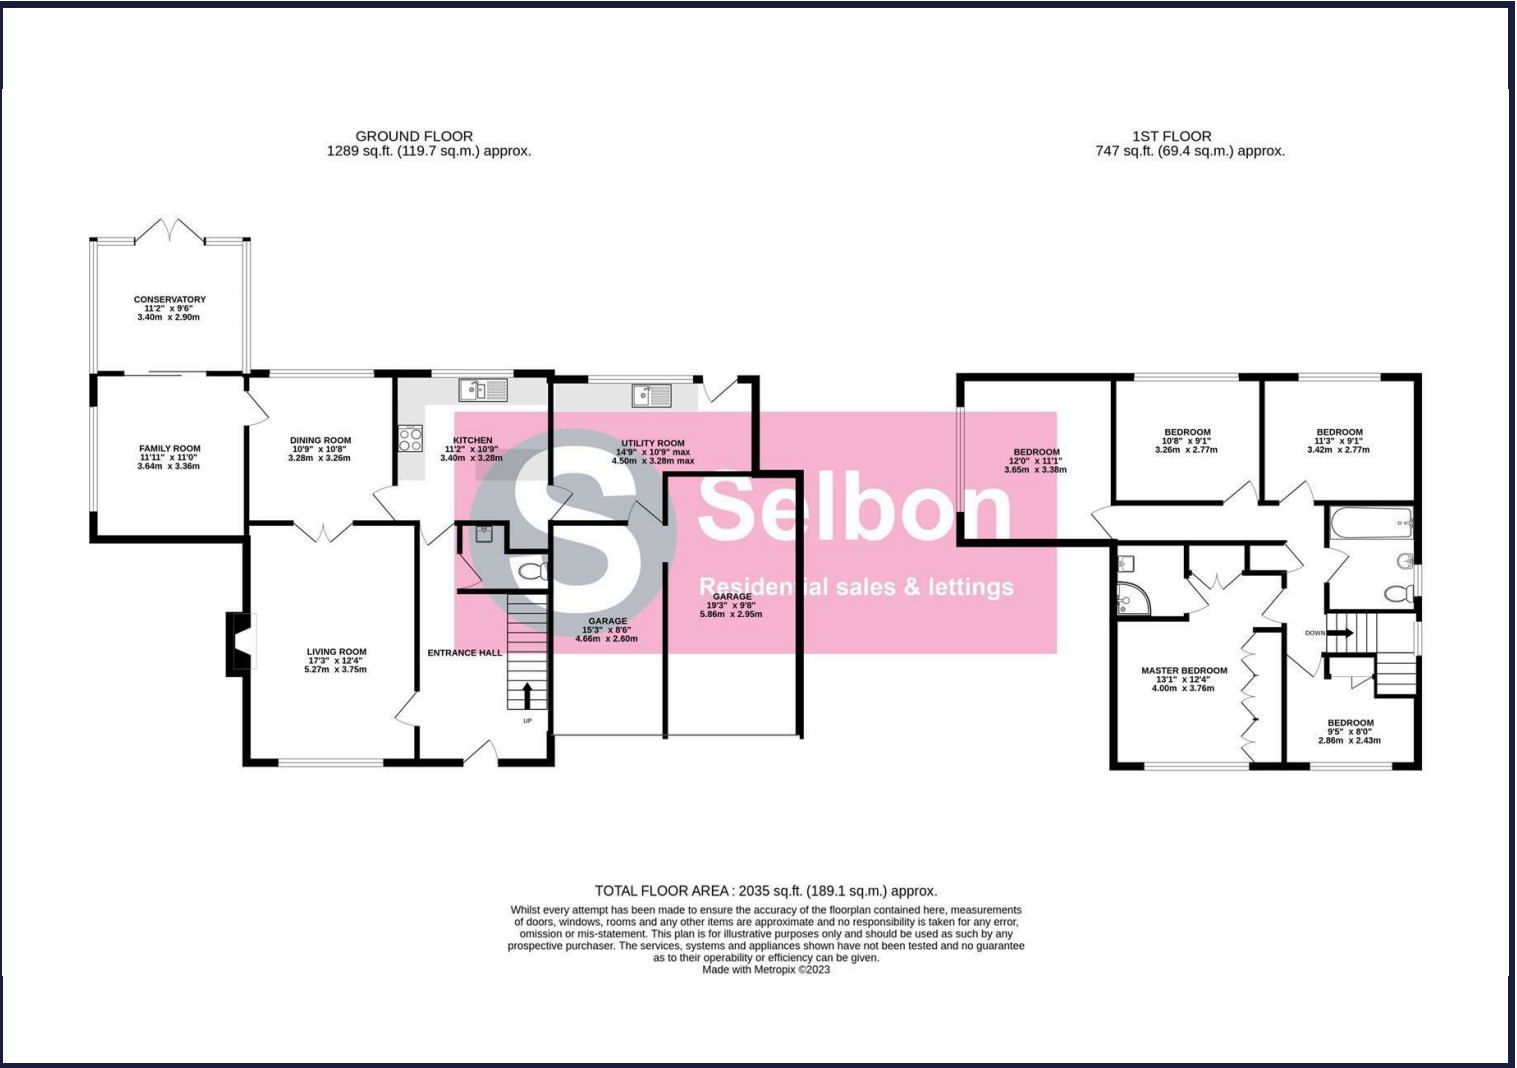 GROUND FLOOR
1289 sq.ft. (119.7 sq.m.) approx.
1ST FLOOR
747 sq.ft. (69.4 sq.m.) approx.
CONSERVATORY
11'2" x 9'6"
3.40m x 2.90m
FAMILY ROOM
11'11" x 11'0"
3.64m x 3.36m
DINING ROOM
10'9" x 10'8"
3.28m x 3.26m
KITCHEN
11'2" x 10'9"
3.40m x 3.28m
UTILITY ROOM
14'9" x 10'9" max
4.50m x 3.28m max
LIVING ROOM
17'3" x 12'4"
5.27m x 3.75m
ENTRANCE HALL
UP
GARAGE
15'3" x 8'6"
4.66m x 2.60m
GARAGE
19'3" x 9'8"
5.86m x 2.95m
S
Selbon
Residential sales & lettings
BEDROOM
12'0" x 11'1"
3.65m x 3.38m
BEDROOM
10'8" x 9'1"
3.26m x 2.77m
BEDROOM
11'3" x 9'1"
3.42m x 2.77m
DOWN
MASTER BEDROOM
13'1" x 12'4"
4.00m x 3.76m
BEDROOM
9'5" x 8'0"
2.86m x 2.43m
TOTAL FLOOR AREA : 2035 sq.ft. (189.1 sq.m.) approx.
Whilst every attempt has been made to ensure the accuracy of the floorplan contained here, measurements
of doors, windows, rooms and any other items are approximate and no responsibility is taken for any error,
omission or mis-statement. This plan is for illustrative purposes only and should be used as such by any
prospective purchaser. The services, systems and appliances shown have not been tested and no guarantee
as to their operability or efficiency can be given.
Made with Metropix ©2023